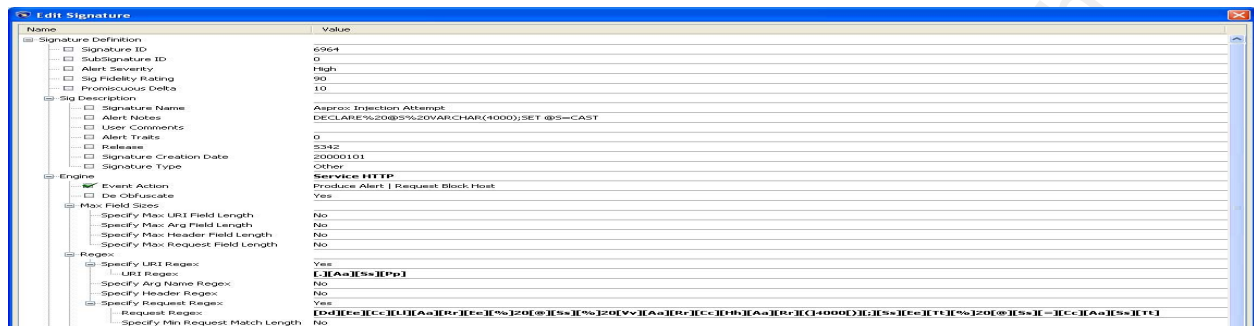 Edit Signature
Name Value
Signature Definition
Signature ID 6964
SubSignature ID 0
Alert Severity High
Sig Fidelity Rating 90
Promiscuous Delta 10
Sig Description
Signature Name Asprox Injection Attempt
Alert Notes DECLARE%20@S%20VARCHAR(4000);SET @S=CAST
User Comments
Alert Traits 0
Release S342
Signature Creation Date 20000101
Signature Type Other
Engine Service HTTP
Event Action Produce Alert | Request Block Host
De Obfuscate Yes
Max Field Sizes
Specify Max URI Field Length No
Specify Max Arg Field Length No
Specify Max Header Field Length No
Specify Max Request Field Length No
Regex
Specify URI Regex Yes
URI Regex [.][Aa][Ss][Pp]
Specify Arg Name Regex No
Specify Header Regex No
Specify Request Regex Yes
Request Regex [Dd][Ee][Cc][Ll][Aa][Rr][Ee][%]20[@][Ss][%]20[Vv][Aa][Rr][Cc][Hh][Aa][Rr][(]4000[)][;][Ss][Ee][Tt][%]20[@][Ss][=][Cc][Aa][Ss][Tt]
Specify Min Request Match Length No